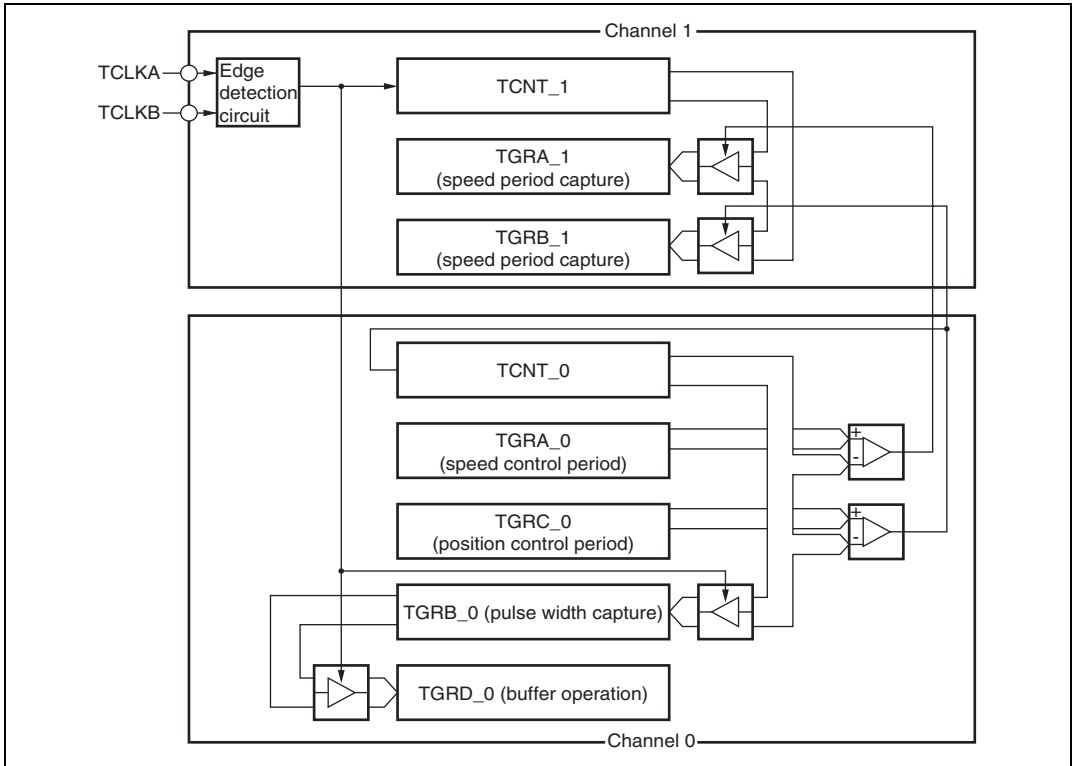 Channel 1
TCLKA
TCLKB
Edge
detection
circuit
TCNT_1
TGRA_1
(speed period capture)
TGRB_1
(speed period capture)
TCNT_0
TGRA_0
(speed control period)
+
-
TGRC_0
(position control period)
+
-
TGRB_0 (pulse width capture)
TGRD_0 (buffer operation)
Channel 0